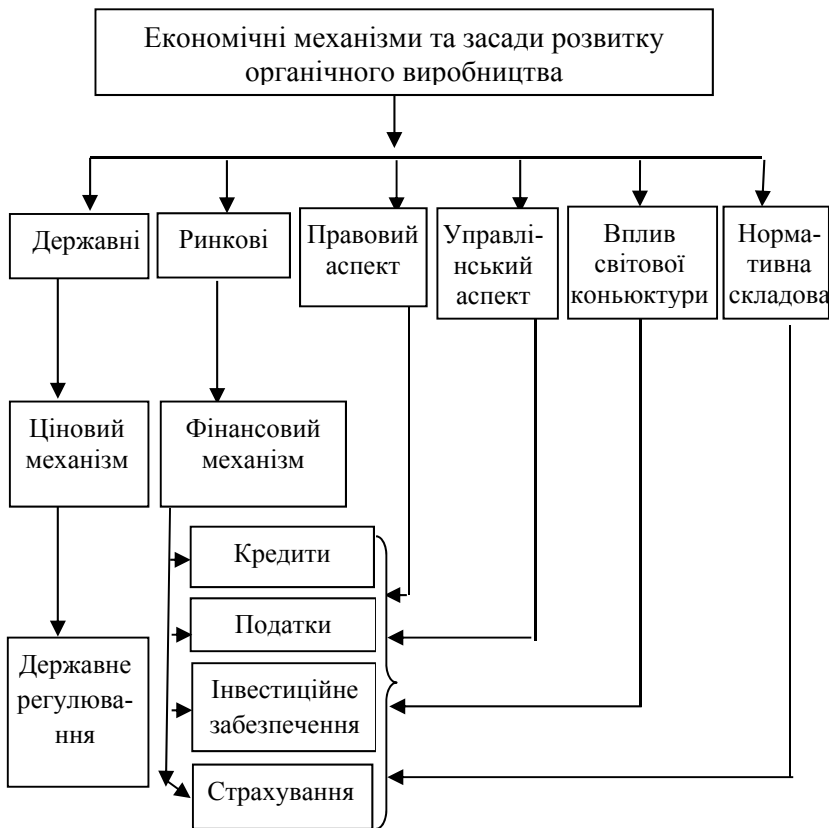 Економічні механізми та засади розвитку
органічного виробництва
Державні
Ринкові
Правовий
аспект
Управлі-
нський
аспект
Вплив
світової
коньюктури
Норма-
тивна
складова
Ціновий
механізм
Фінансовий
механізм
Кредити
Податки
Державне
регулюва-
ння
Інвестиційне
забезпечення
Страхування